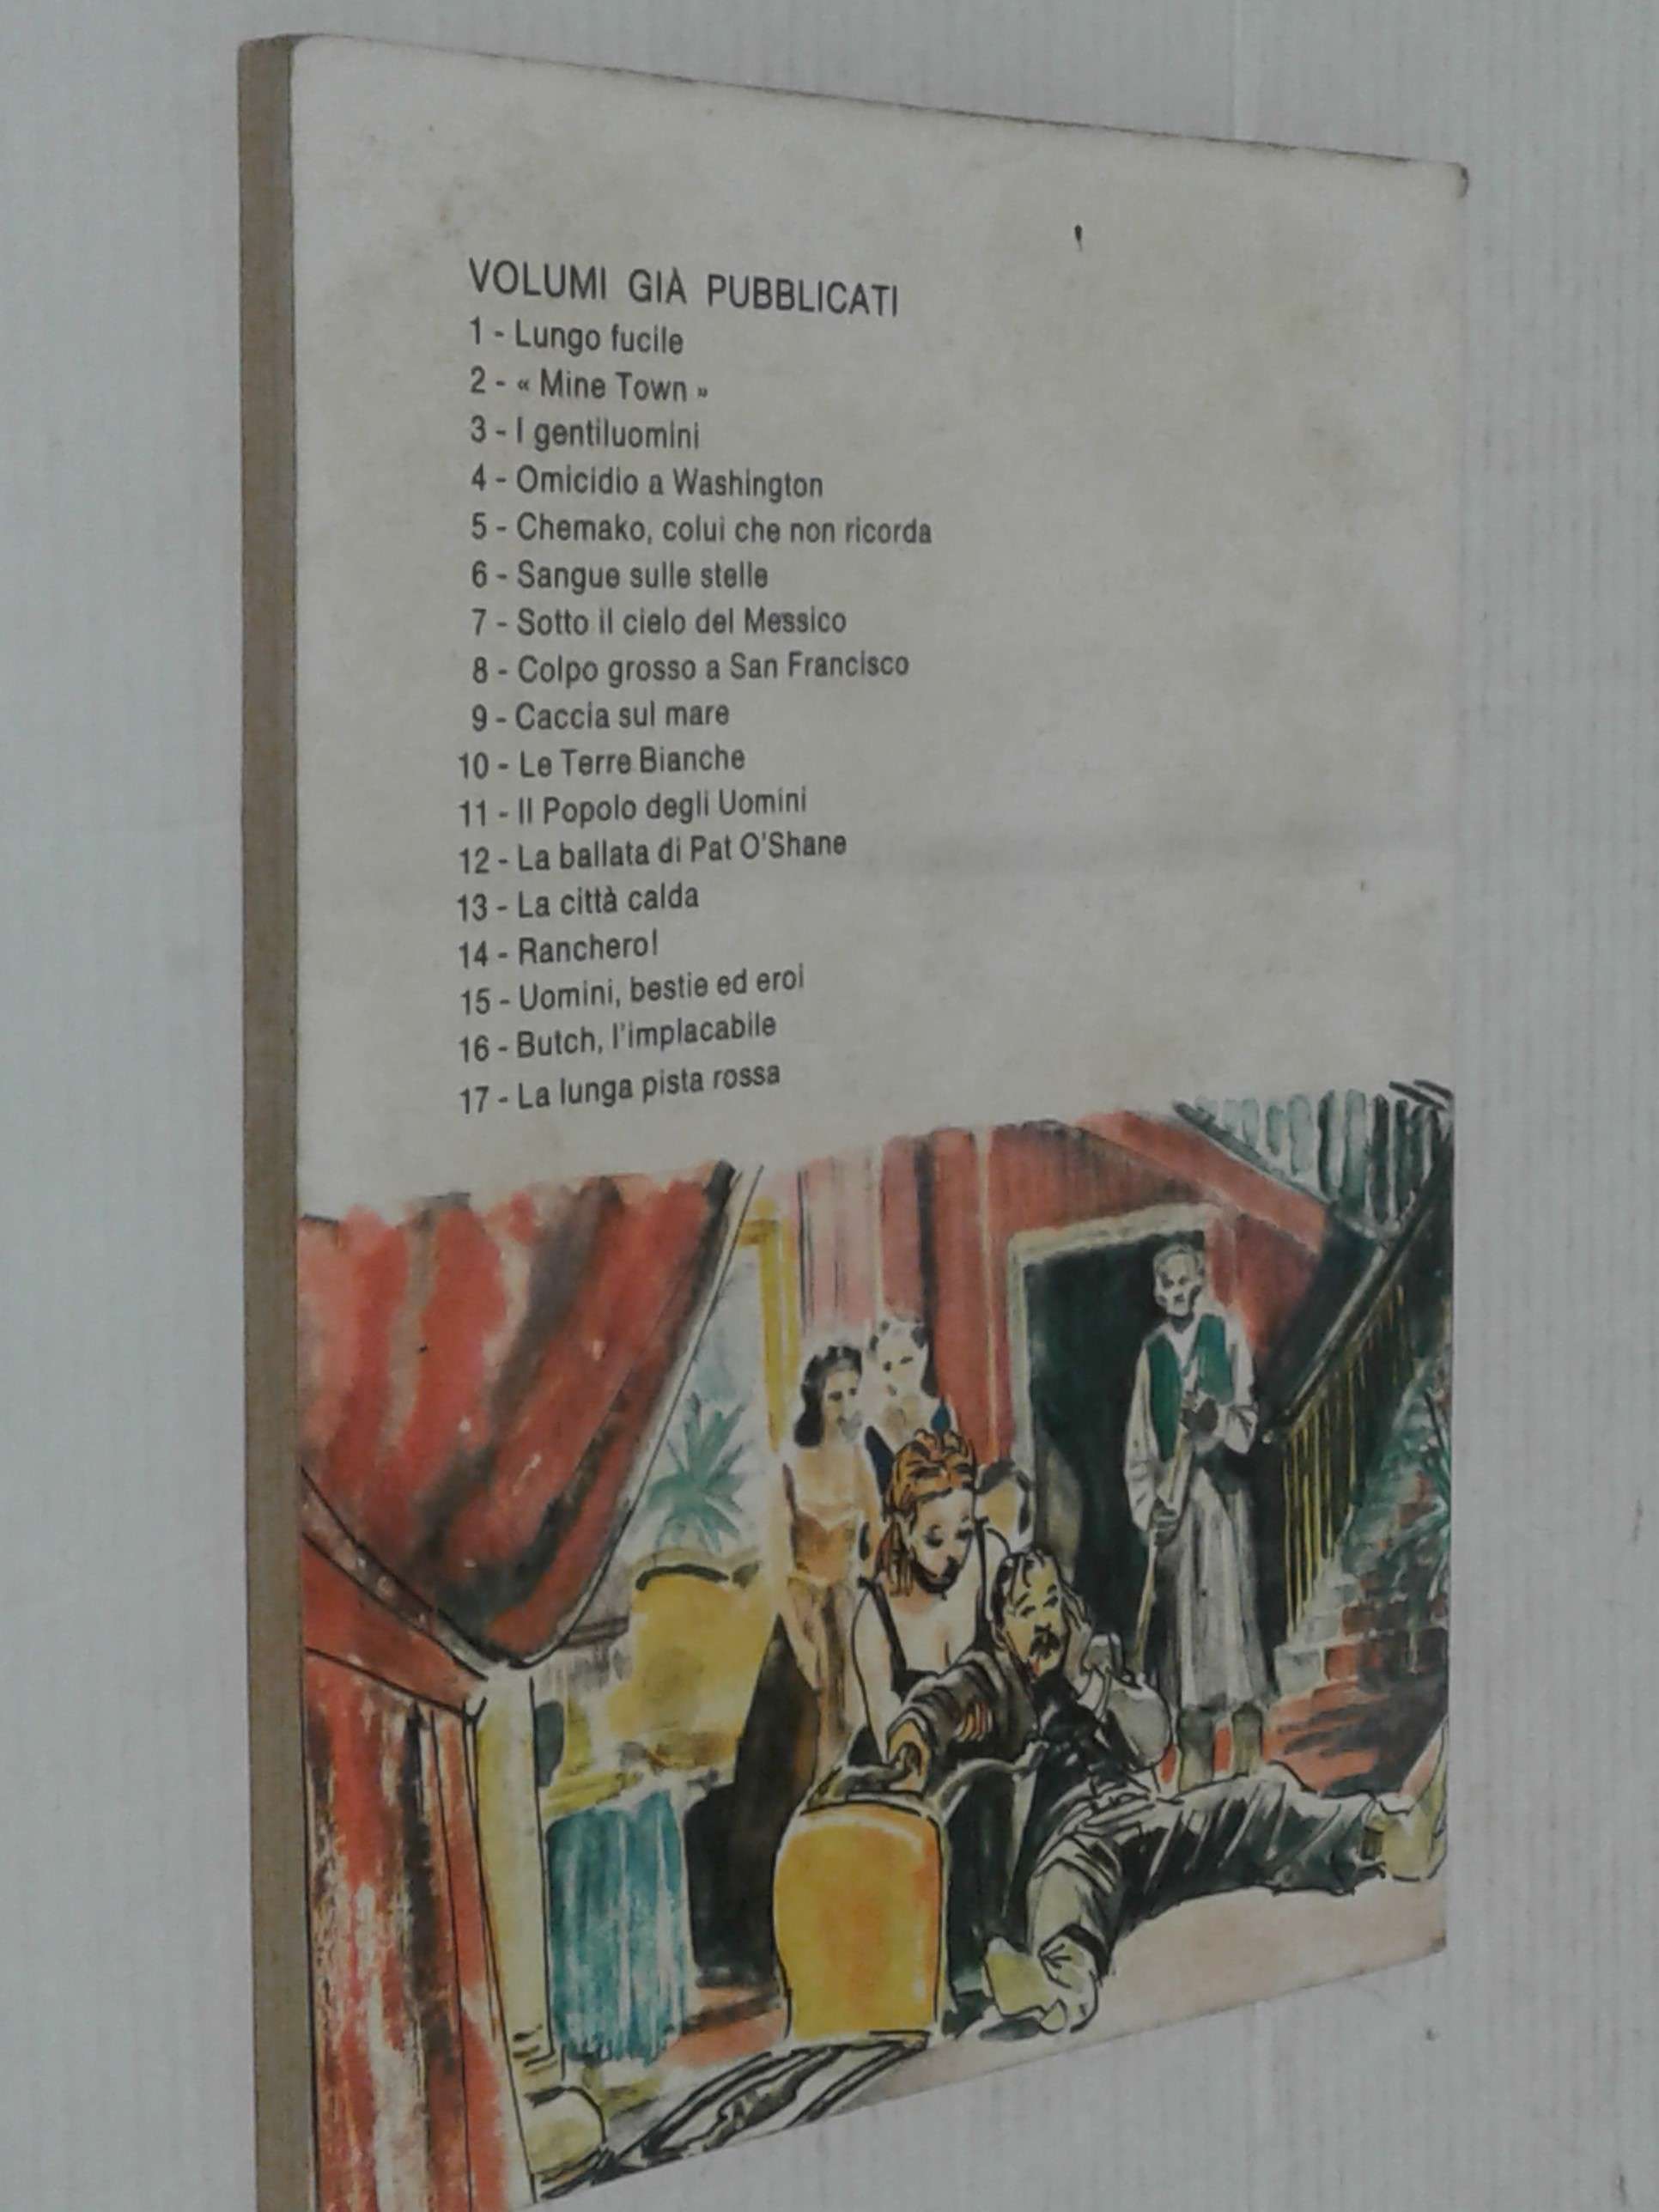 VOLUMI GIÀ PUBBLICATI
1 - Lungo fucile
2 - « Mine Town »
3 - I gentiluomini
4 - Omicidio a Washington
5 - Chemako, colui che non ricorda
6 - Sangue sulle stelle
7 - Sotto il cielo del Messico
8 - Colpo grosso a San Francisco
9 - Caccia sul mare
10 - Le Terre Bianche
11 - Il Popolo degli Uomini
12 - La ballata di Pat O'Shane
13 - La città calda
14 - Ranchero!
15 - Uomini, bestie ed eroi
16 - Butch, l'implacabile
17 - La lunga pista rossa